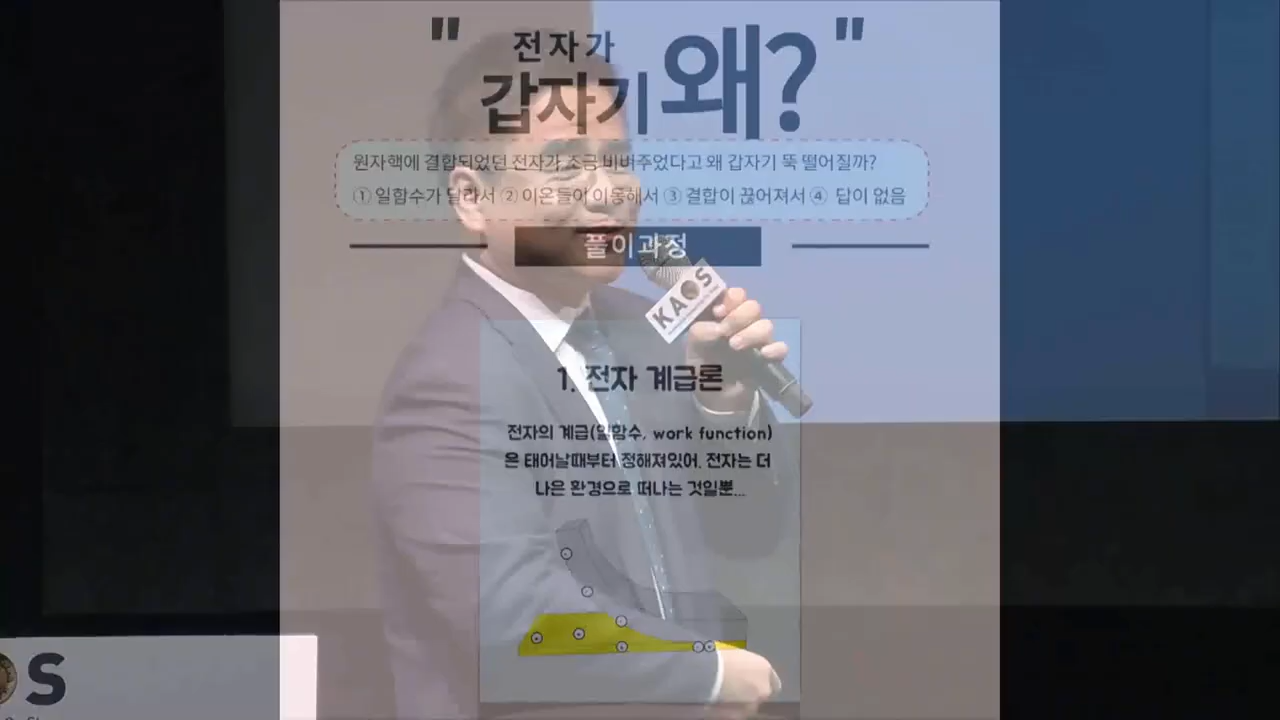 " 전자가
갑자기 왜? "
원자핵에 결합되었던 전자가 조금 비벼주었다고 왜 갑자기 뚝 떨어질까?
① 일함수가 달라서 ② 이온들이 이동해서 ③ 결합이 끊어져서 ④ 답이 없음
풀이과정
KAOS
1. 전자 계급론
전자의 계급(일함수, work function)
은 태어날때부터 정해져있어. 전자는 더
나은 환경으로 떠나는 것일뿐...
S